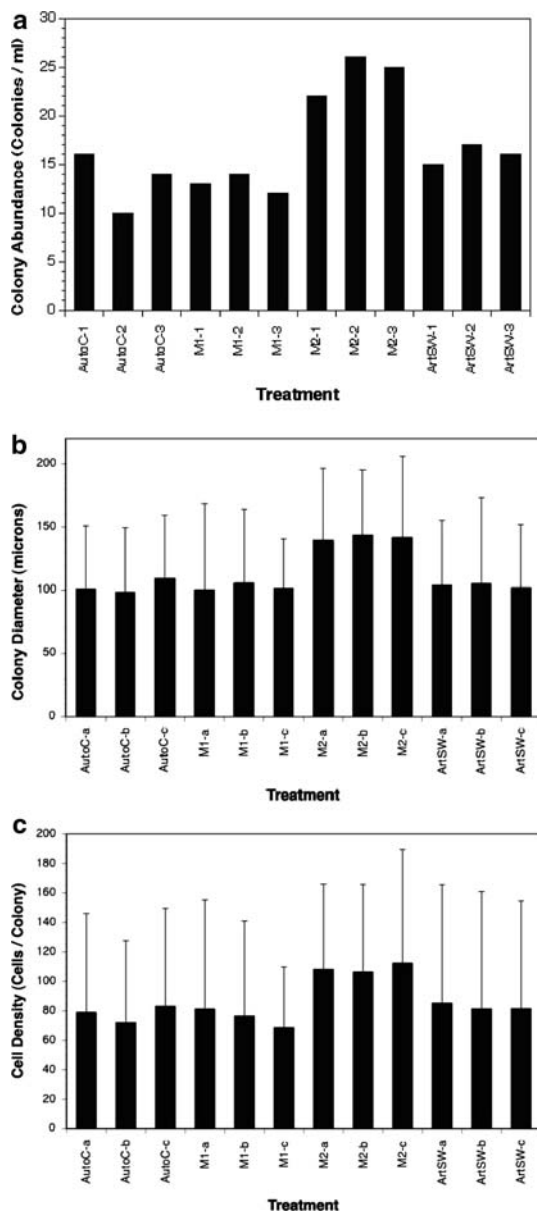 a
Colony Abundance (Colonies / ml)
30
25
20
15
10
5
0
AutoC-1
AutoC-2
AutoC-3
M1-1
M1-2
M1-3
M2-1
M2-2
M2-3
ArtSW-1
ArtSW-2
ArtSW-3
Treatment
b
Colony Diameter (microns)
200
150
100
50
0
AutoC-a
AutoC-b
AutoC-c
M1-a
M1-b
M1-c
M2-a
M2-b
M2-c
ArtSW-a
ArtSW-b
ArtSW-c
Treatment
c
Cell Density (Cells / Colony)
200
180
160
140
120
100
80
60
40
20
0
AutoC-a
AutoC-b
AutoC-c
M1-a
M1-b
M1-c
M2-a
M2-b
M2-c
ArtSW-a
ArtSW-b
ArtSW-c
Treatment